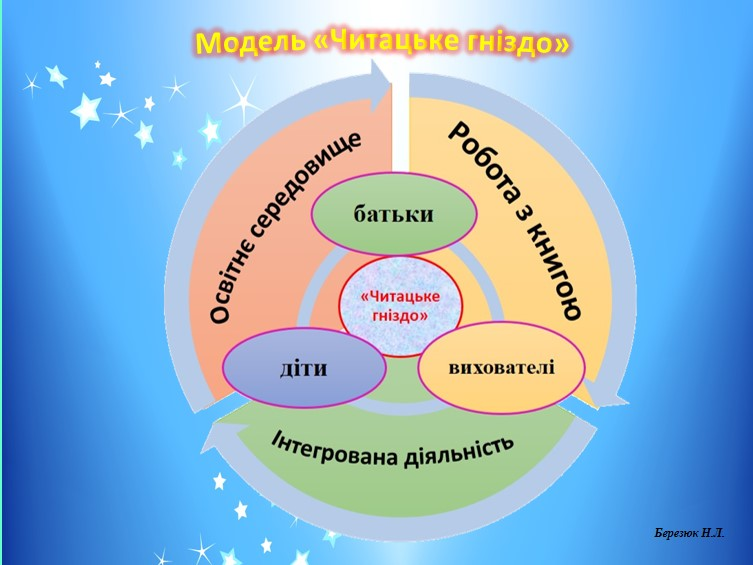 Модель «Читацьке гніздо»
Освітнє середовище
Робота з книгою
батьки
«Читацьке
гніздо»
діти
вихователі
Інтегрована діяльність
Березюк Н.Л.